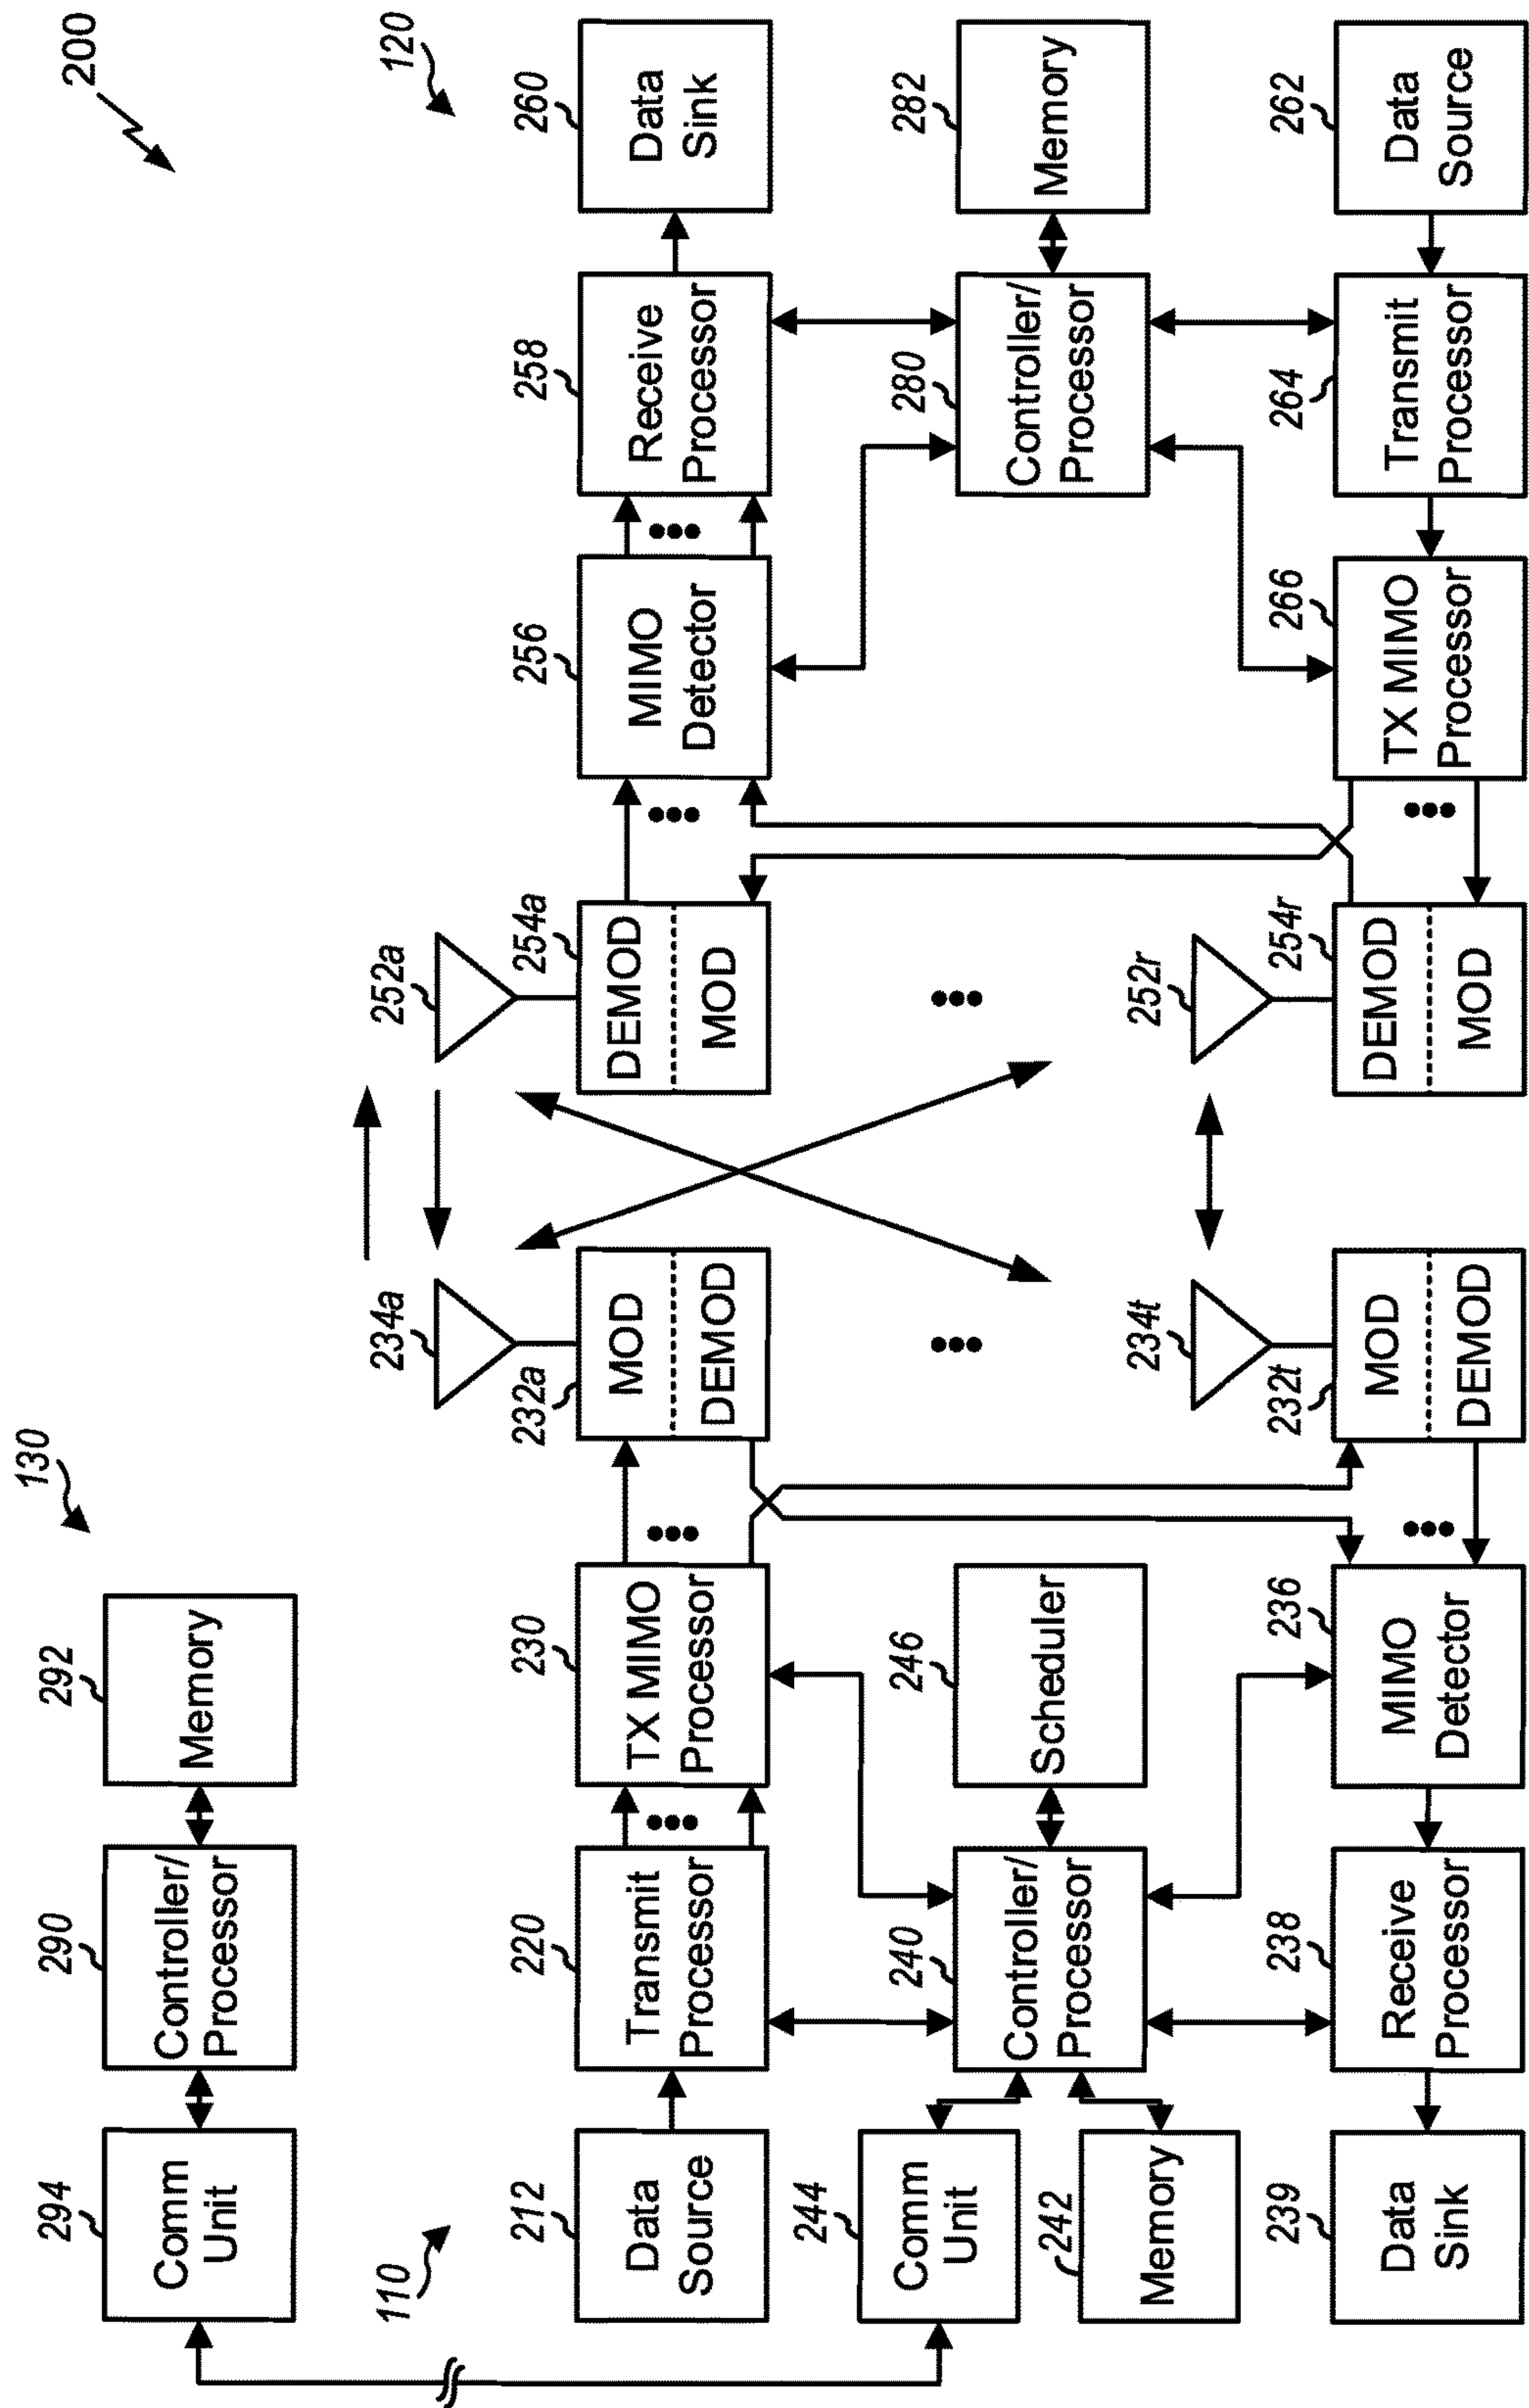 200
130
294
Comm
Unit
290
Controller/
Processor
292
Memory
110
120
212
Data
Source
220
Transmit
Processor
230
TX MIMO
Processor
232a
MOD
DEMOD
234a
252a
254a
DEMOD
MOD
256
MIMO
Detector
258
Receive
Processor
260
Data
Sink
244
Comm
Unit
242
Memory
240
Controller/
Processor
246
Scheduler
280
Controller/
Processor
282
Memory
239
Data
Sink
238
Receive
Processor
236
MIMO
Detector
232t
MOD
DEMOD
234t
252r
254r
DEMOD
MOD
266
TX MIMO
Processor
264
Transmit
Processor
262
Data
Source